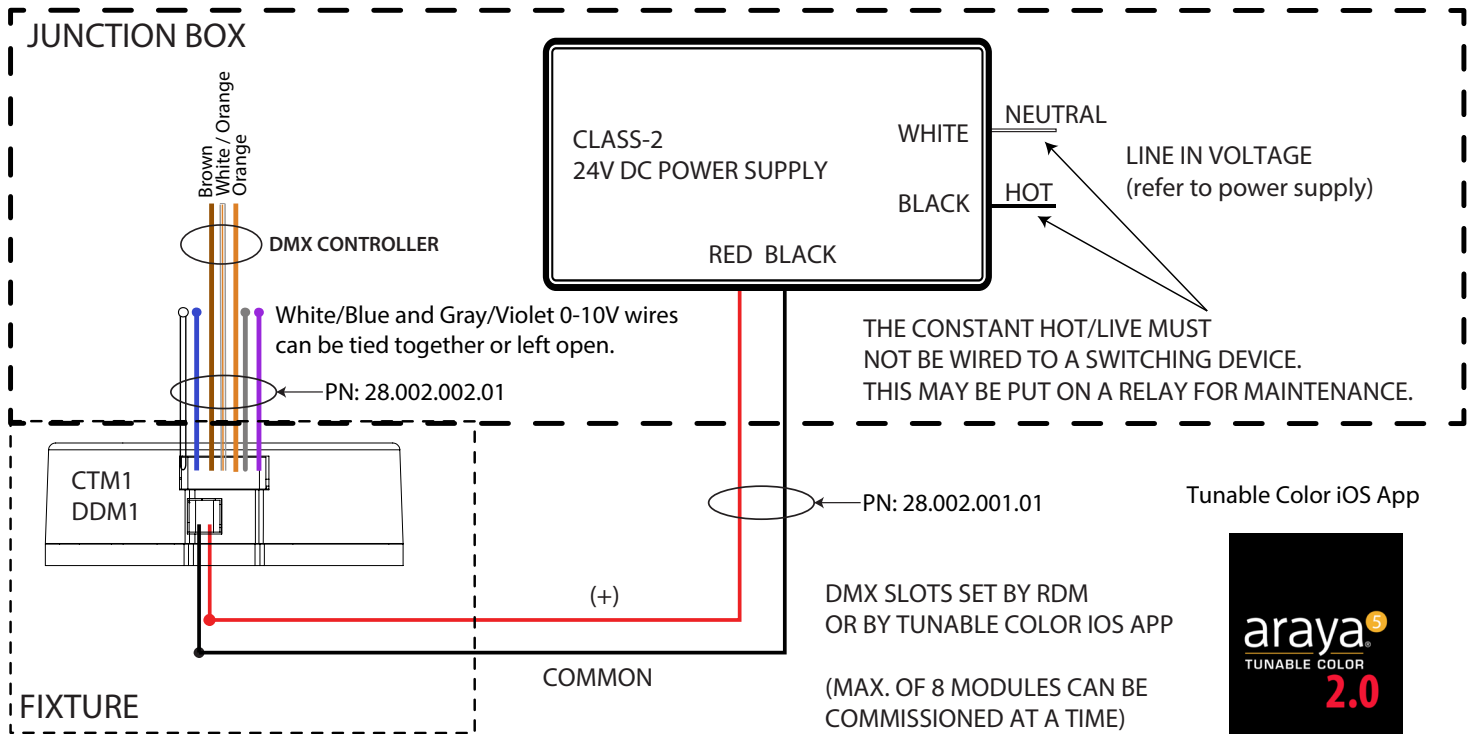 JUNCTION BOX
Brown
White / Orange
Orange
DMX CONTROLLER
White/Blue and Gray/Violet 0-10V wires
can be tied together or left open.
PN: 28.002.002.01
CLASS-2
24V DC POWER SUPPLY
WHITE
BLACK
RED BLACK
NEUTRAL
HOT
LINE IN VOLTAGE
(refer to power supply)
THE CONSTANT HOT/LIVE MUST
NOT BE WIRED TO A SWITCHING DEVICE.
THIS MAY BE PUT ON A RELAY FOR MAINTENANCE.
CTM1
DDM1
PN: 28.002.001.01
(+)
COMMON
FIXTURE
DMX SLOTS SET BY RDM
OR BY TUNABLE COLOR IOS APP
(MAX. OF 8 MODULES CAN BE
COMMISSIONED AT A TIME)
Tunable Color iOS App
araya® 5
TUNABLE COLOR
2.0